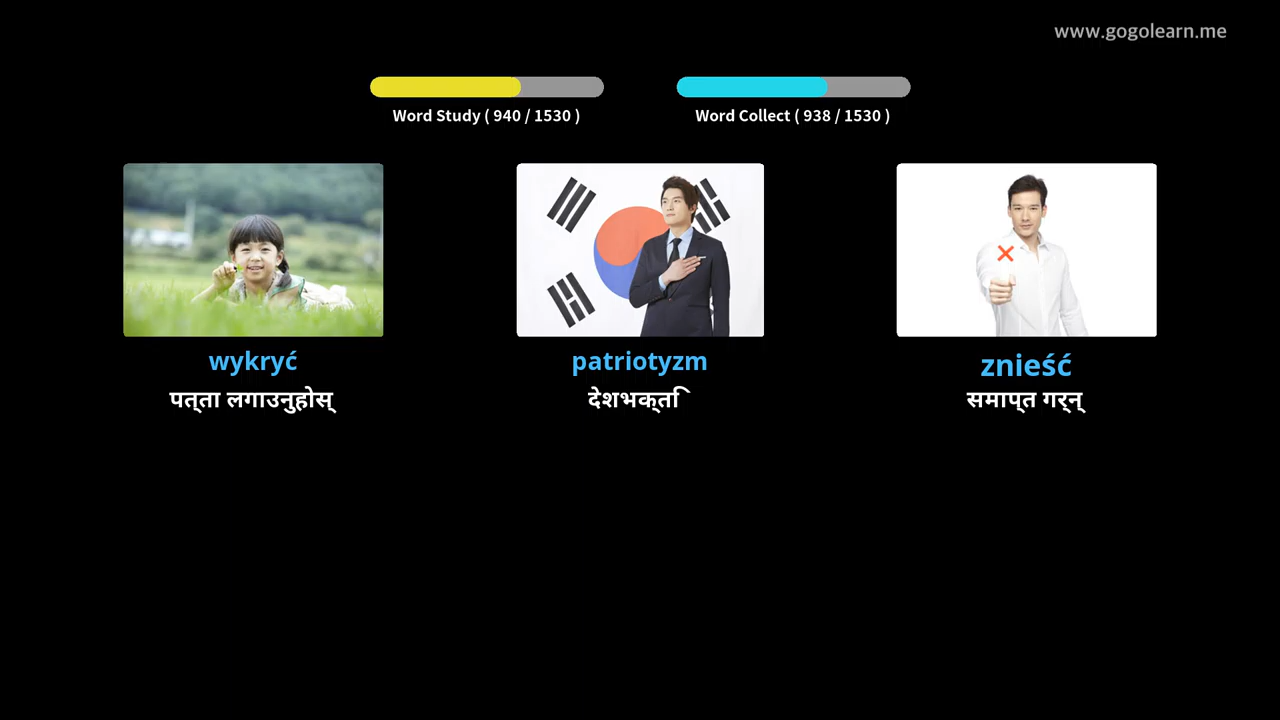 www.gogolearn.me
Word Study ( 940 / 1530 )
Word Collect ( 938 / 1530 )
wykryć
patriotyzm
znieść
पत्ता लगाउनुहोस्
देशभक्ति
समाप्त गर्न्